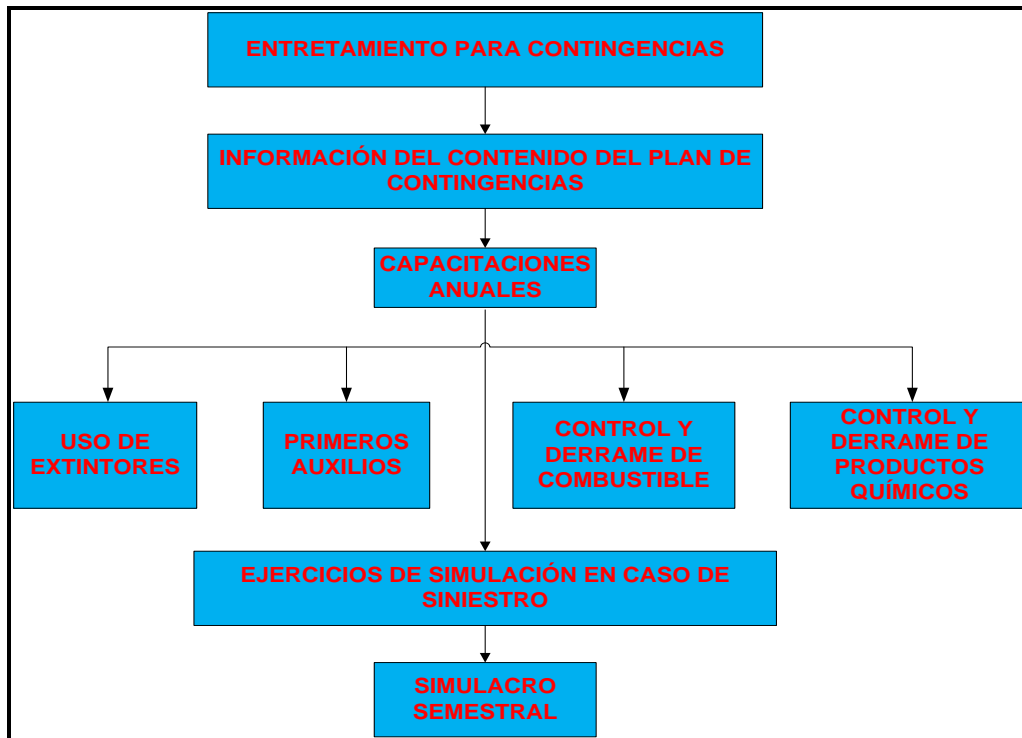 ENTRETAMIENTO PARA CONTINGENCIAS
INFORMACIÓN DEL CONTENIDO DEL PLAN DE
CONTINGENCIAS
CAPACITACIONES
ANUALES
USO DE
EXTINTORES
PRIMEROS
AUXILIOS
CONTROL Y
DERRAME DE
COMBUSTIBLE
CONTROL Y
DERRAME DE
PRODUCTOS
QUÍMICOS
EJERCICIOS DE SIMULACIÓN EN CASO DE
SINIESTRO
SIMULACRO
SEMESTRAL